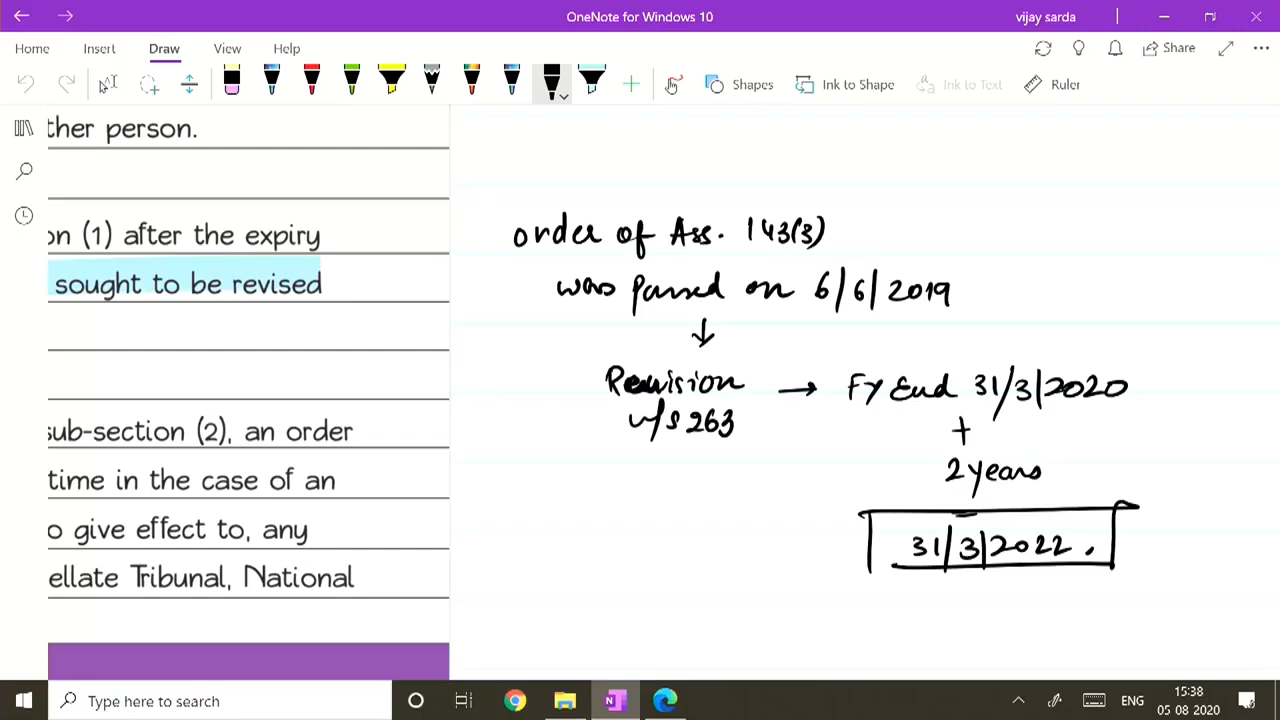 OneNote for Windows 10
vijay sarda
Home Insert Draw View Help
Share
Shapes Ink to Shape Ink to Text Ruler
ther person.
on (1) after the expiry
sought to be revised
sub-section (2), an order
time in the case of an
o give effect to, any
ellate Tribunal, National
order of Ass. 143(3)
was passed on 6/6/2019
Revision → FY End 31/3/2020
u/s 263
+
2 years
31/3/2022.
Type here to search
ENG
15:38
05-08-2020